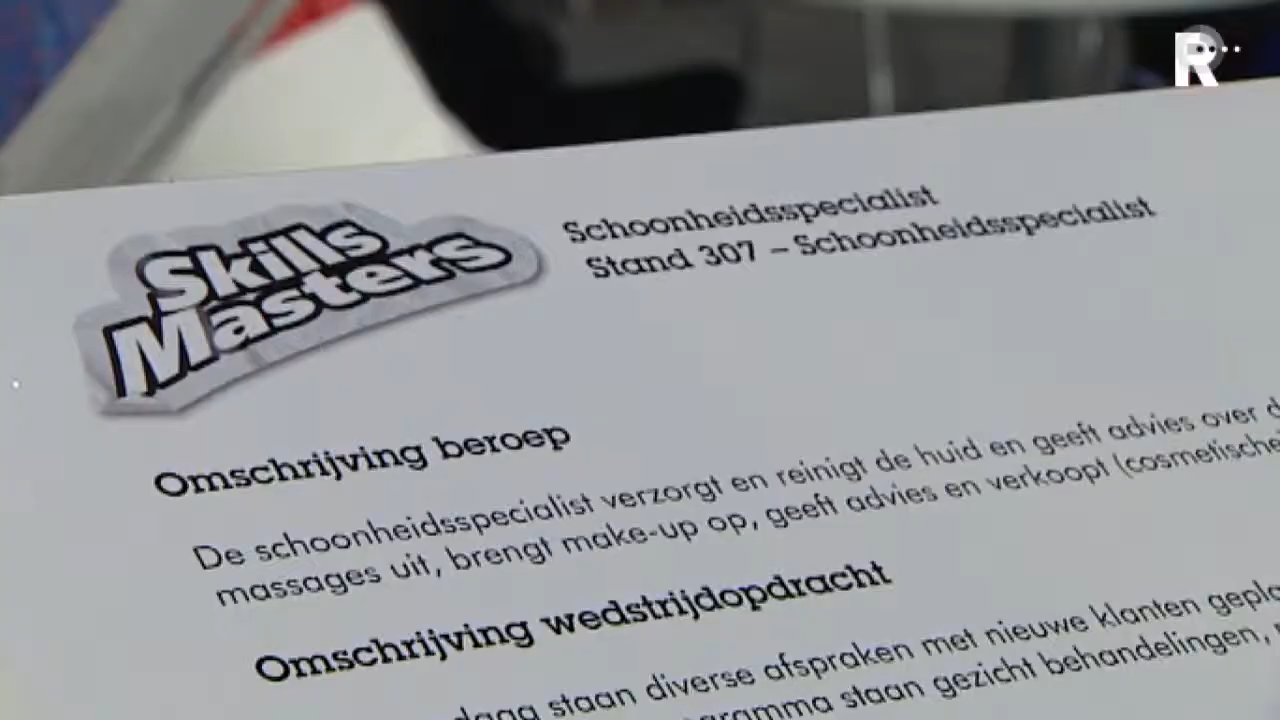 R
Skills
Masters
Schoonheidsspecialist
Stand 307 – Schoonheidsspecialist
Omschrijving beroep
De schoonheidsspecialist verzorgt en reinigt de huid en geeft advies over
massages uit, brengt make-up op, geeft advies en verkoopt (cosmetische
Omschrijving wedstrijdopdracht
staan diverse afspraken met nieuwe klanten
staan gezicht behandelingen,